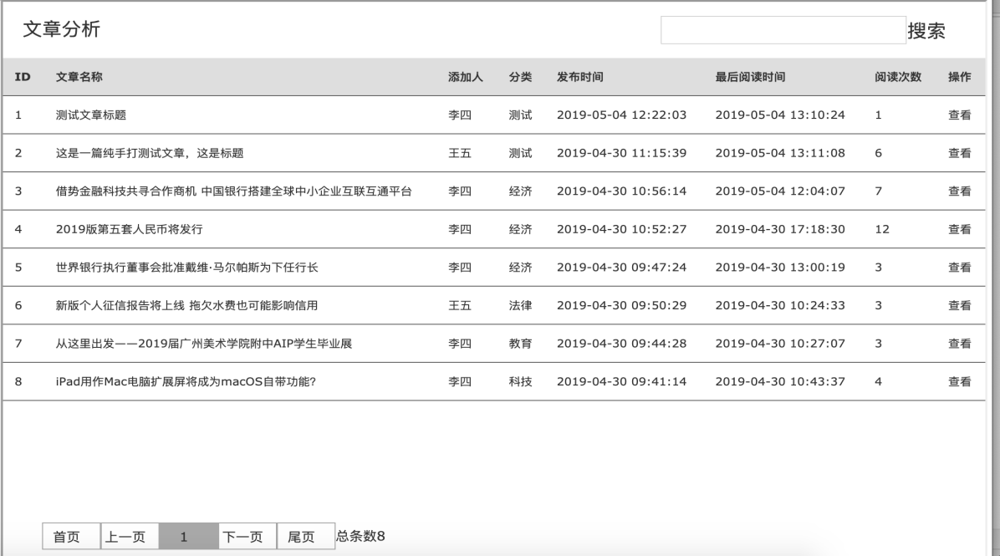 文章分析 搜索
ID 文章名称 添加人 分类 发布时间 最后阅读时间 阅读次数 操作
1 测试文章标题 李四 测试 2019-05-04 12:22:03 2019-05-04 13:10:24 1 查看
2 这是一篇纯手打测试文章，这是标题 王五 测试 2019-04-30 11:15:39 2019-05-04 13:11:08 6 查看
3 借势金融科技共寻合作商机 中国银行搭建全球中小企业互联互通平台 李四 经济 2019-04-30 10:56:14 2019-05-04 12:04:07 7 查看
4 2019版第五套人民币将发行 李四 经济 2019-04-30 10:52:27 2019-04-30 17:18:30 12 查看
5 世界银行执行董事会批准戴维·马尔帕斯为下任行长 李四 经济 2019-04-30 09:47:24 2019-04-30 13:00:19 3 查看
6 新版个人征信报告将上线 拖欠水费也可能影响信用 王五 法律 2019-04-30 09:50:29 2019-04-30 10:24:33 3 查看
7 从这里出发——2019届广州美术学院附中AIP学生毕业展 李四 教育 2019-04-30 09:44:28 2019-04-30 10:27:07 3 查看
8 iPad用作Mac电脑扩展屏将成为macOS自带功能? 李四 科技 2019-04-30 09:41:14 2019-04-30 10:43:37 4 查看
首页 上一页 1 下一页 尾页 总条数8